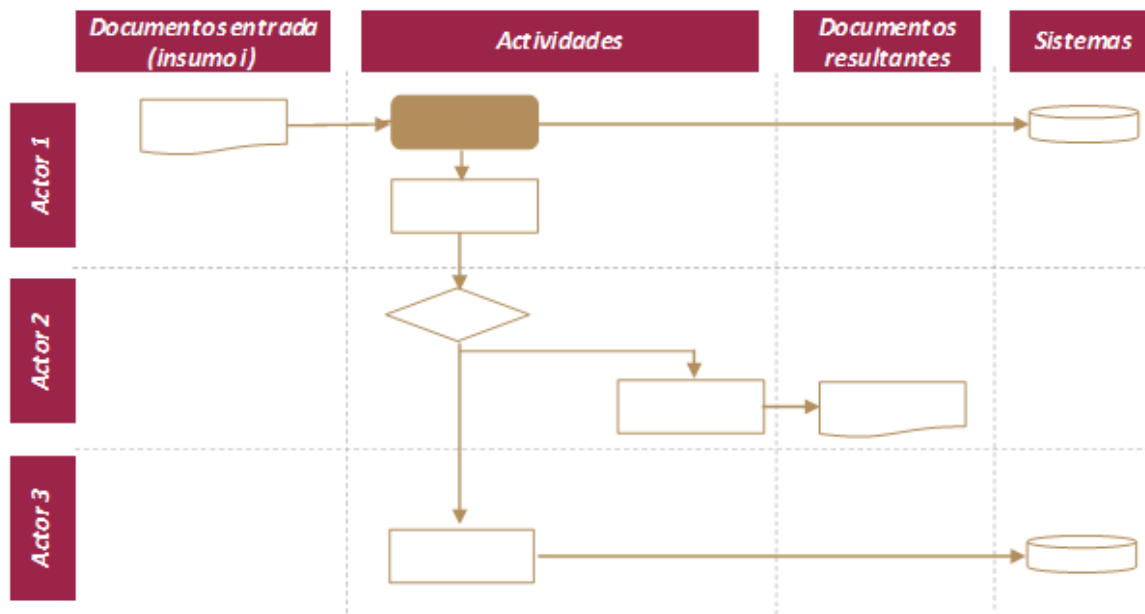 Documentos entrada
(insumo i)
Actividades
Documentos
resultantes
Sistemas
Actor 1
Actor 2
Actor 3